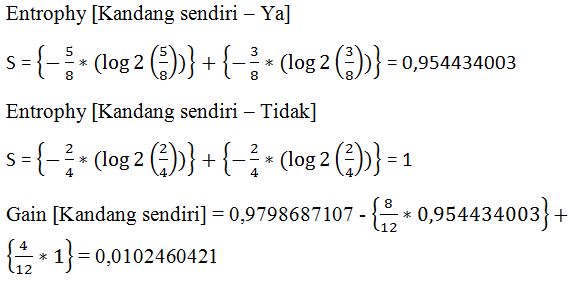 Entrophy [Kandang sendiri – Ya]
S = {− 5/8 * (log 2 (5/8))} + {− 3/8 * (log 2 (3/8))} = 0,954434003
Entrophy [Kandang sendiri – Tidak]
S = {− 2/4 * (log 2 (2/4))} + {− 2/4 * (log 2 (2/4))} = 1
Gain [Kandang sendiri] = 0,9798687107 - {8/12 * 0,954434003} +
{4/12 * 1} = 0,0102460421